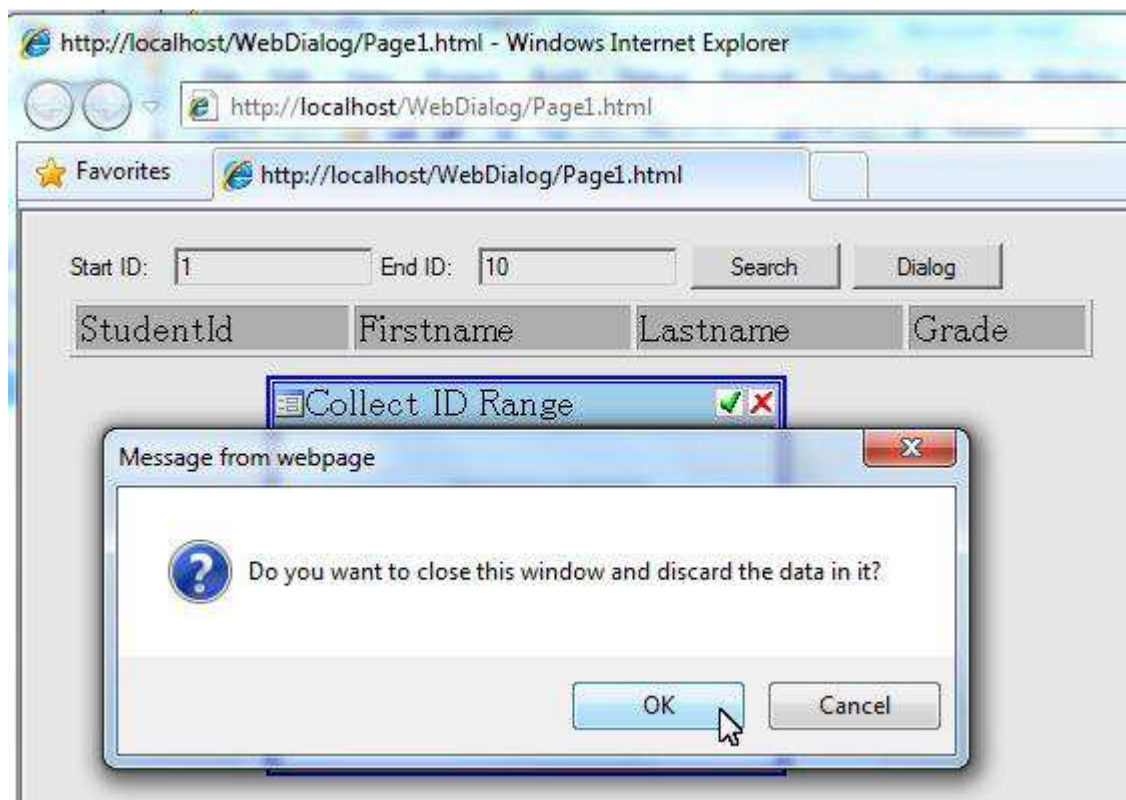 http://localhost/WebDialog/Page1.html - Windows Internet Explorer
http://localhost/WebDialog/Page1.html
Favorites http://localhost/WebDialog/Page1.html
Start ID: 1 End ID: 10 Search Dialog
StudentId Firstname Lastname Grade
Collect ID Range
Message from webpage
Do you want to close this window and discard the data in it?
OK Cancel